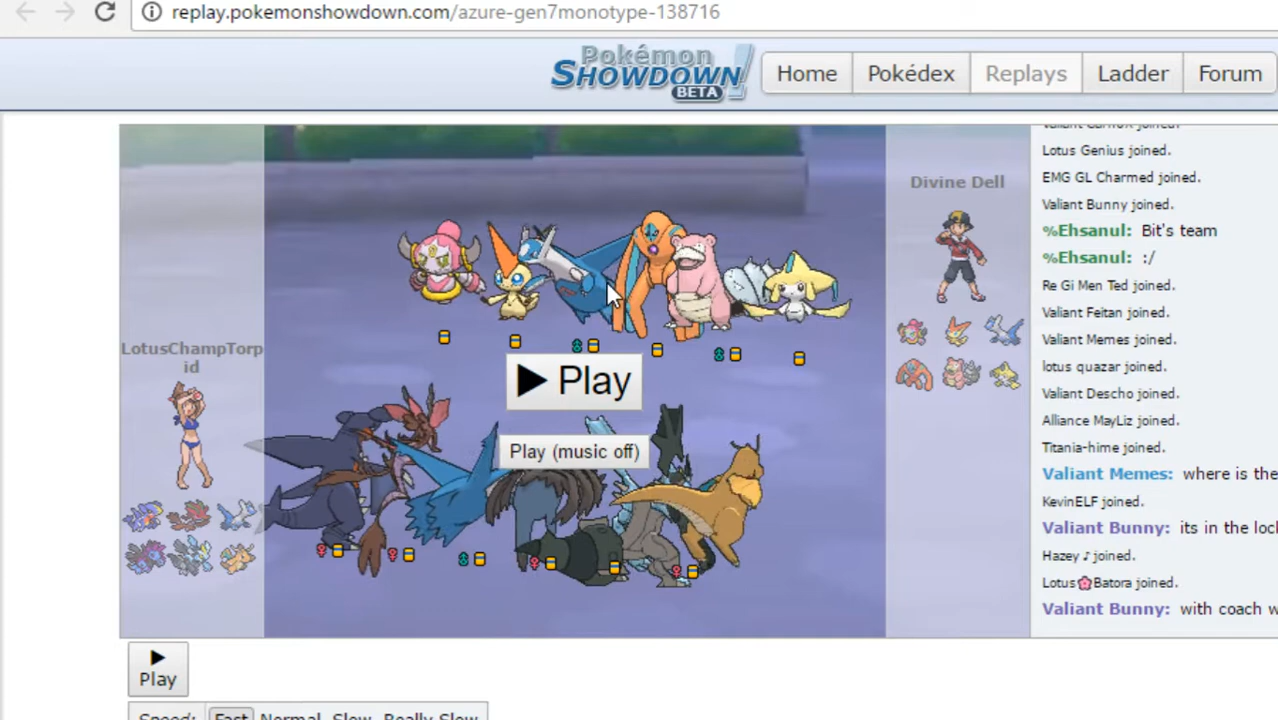 replay.pokemonshowdown.com/azure-gen7monotype-138716
Pokémon
SHOWDOWN!
BETA
Home
Pokédex
Replays
Ladder
Forum
LotusChampTorp
id
Divine Dell
Play
Play (music off)
Valiant joined.
Lotus Genius joined.
EMG GL Charmed joined.
Valiant Bunny joined.
%Ehsanul: Bit's team
%Ehsanul: :/
Re Gi Men Ted joined.
Valiant Feitan joined.
Valiant Memes joined.
lotus quazar joined.
Valiant Descho joined.
Alliance MayLiz joined.
Titania-hime joined.
Valiant Memes: where is the
KevinELF joined.
Valiant Bunny: its in the lock
Hazey ♪ joined.
Lotus🌸Batora joined.
Valiant Bunny: with coach w
Play
Speed: Fast Normal Slow Really Slow